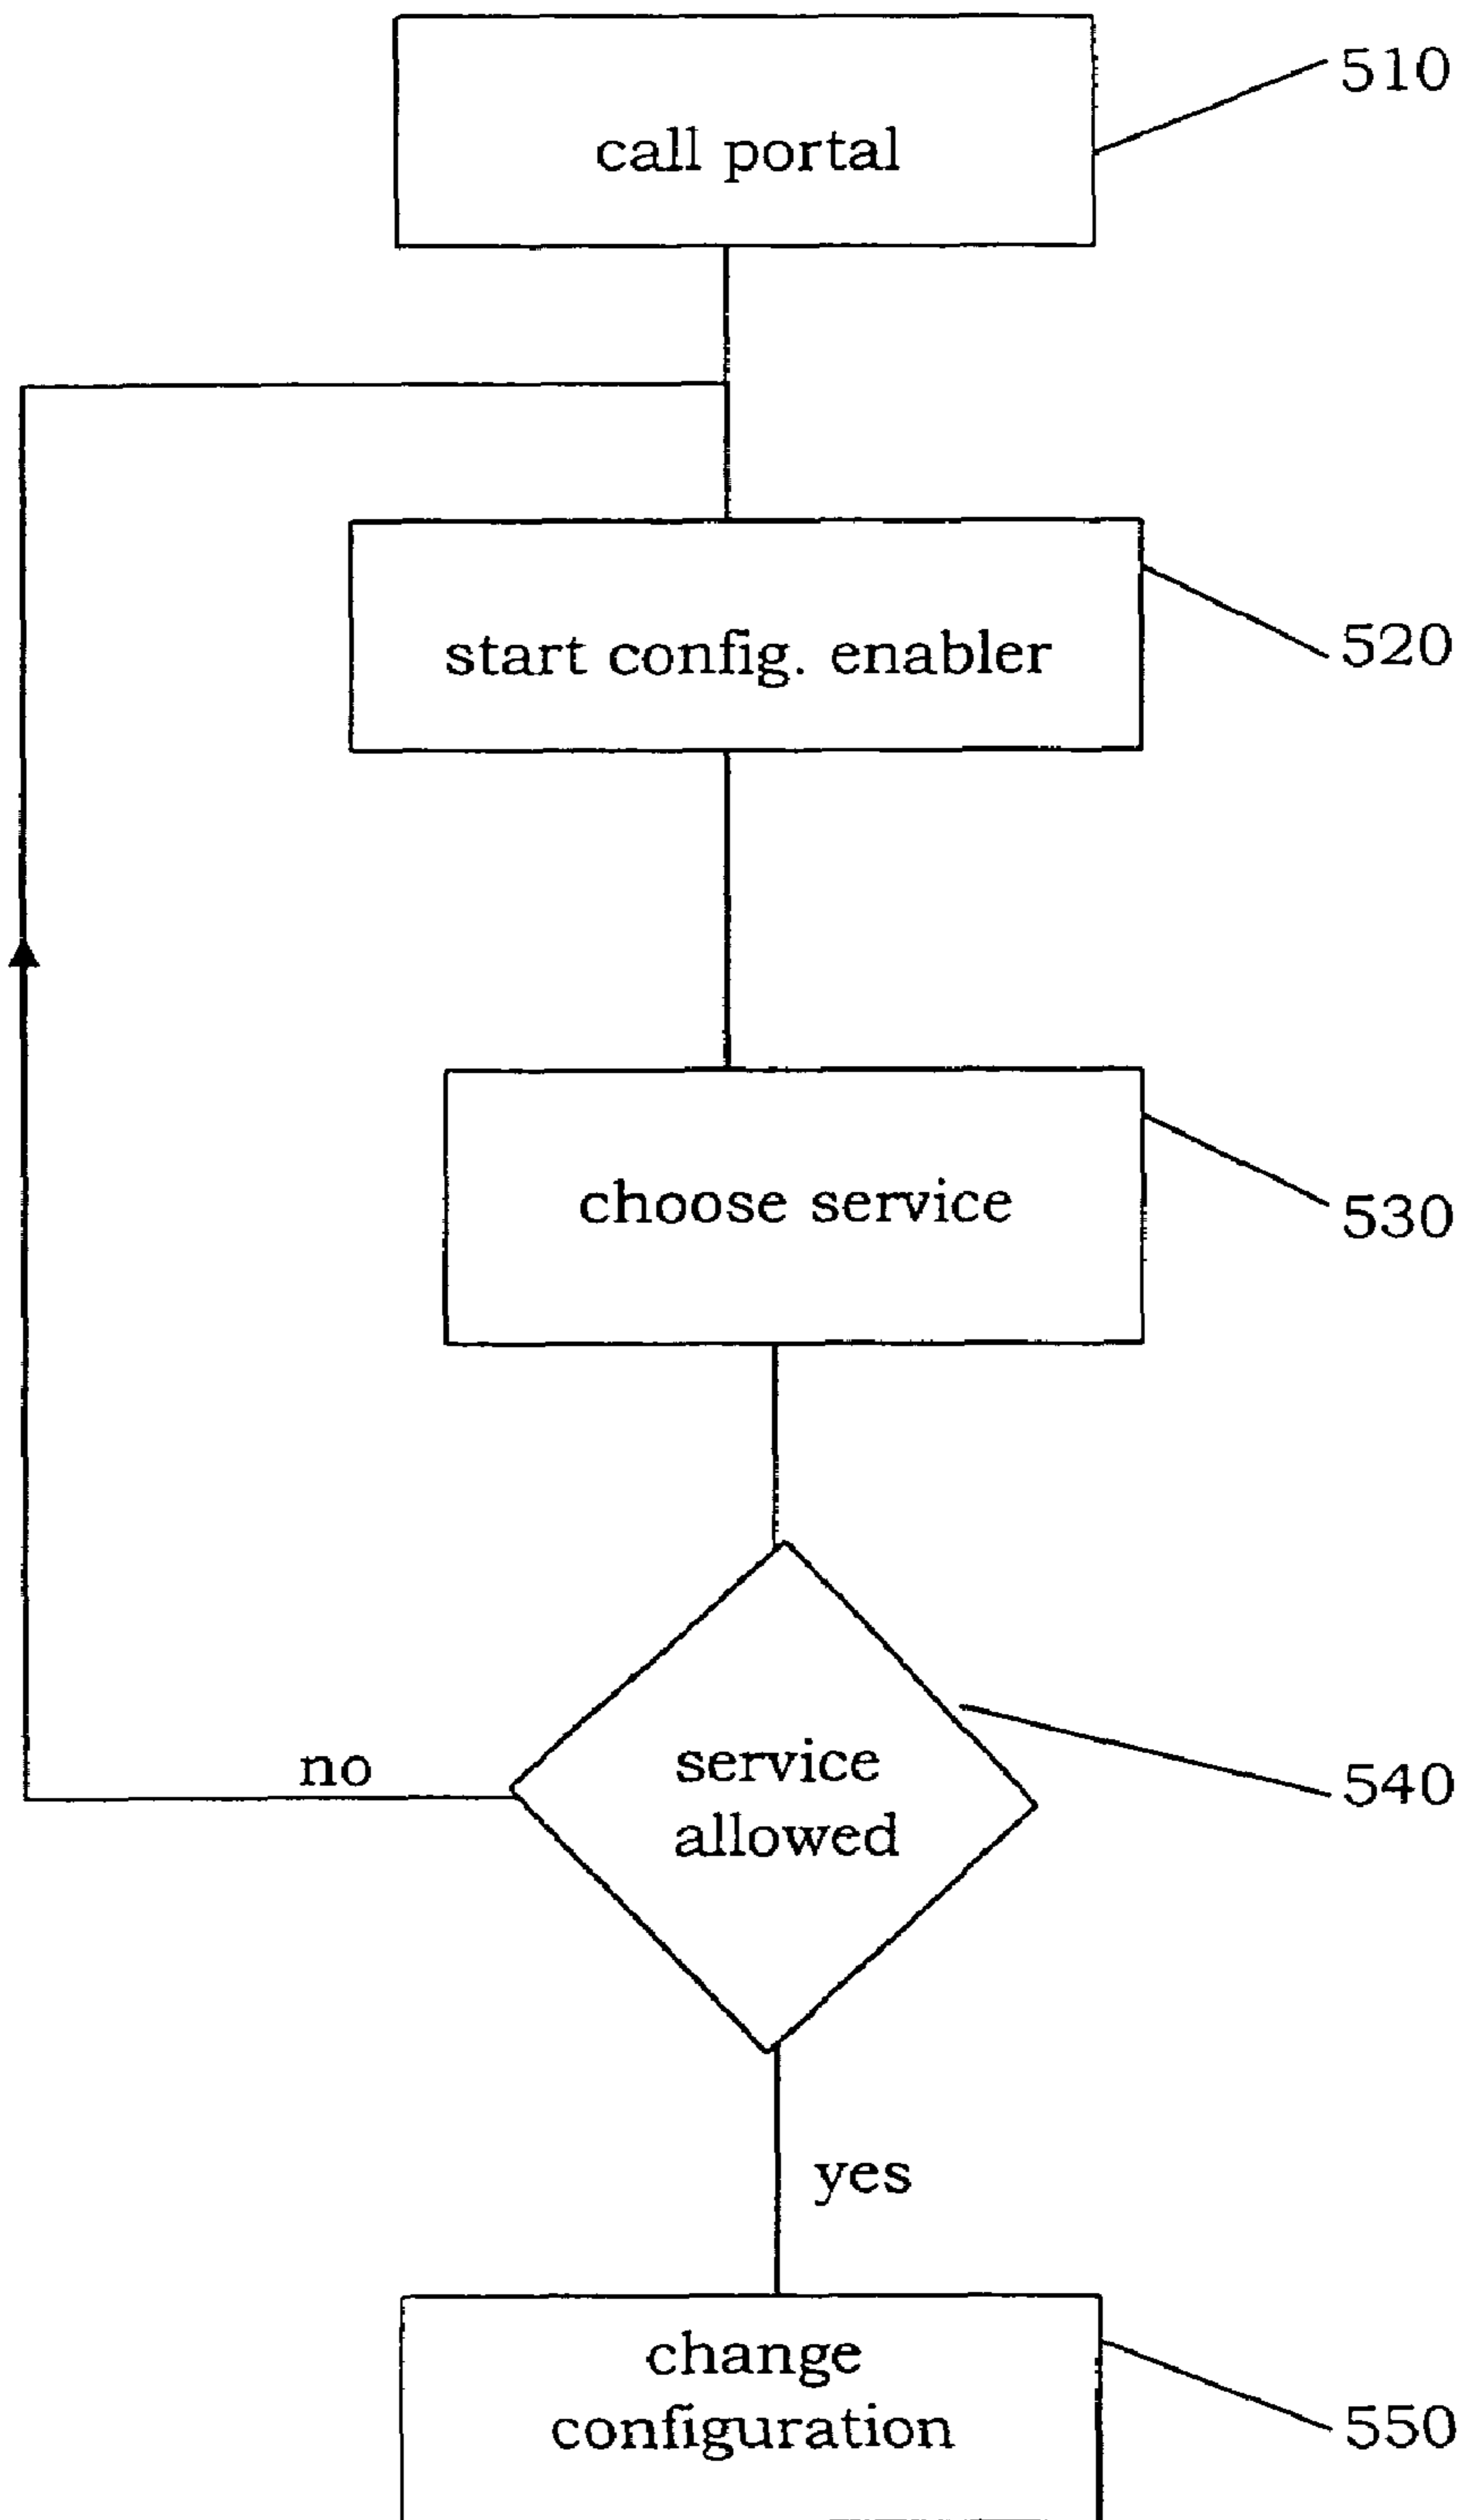 call portal
510
start config. enabler
520
choose service
530
service
allowed
540
no
yes
change
configuration
550